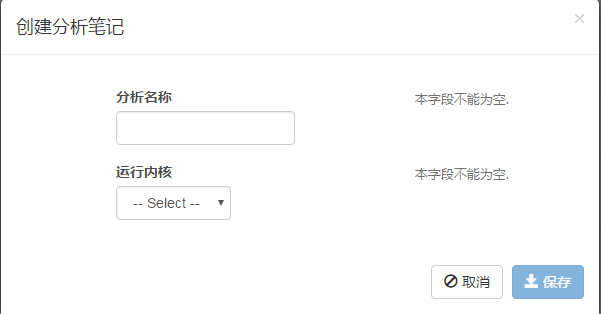 创建分析笔记 ×
分析名称 本字段不能为空.
运行内核 本字段不能为空.
-- Select --
取消 保存